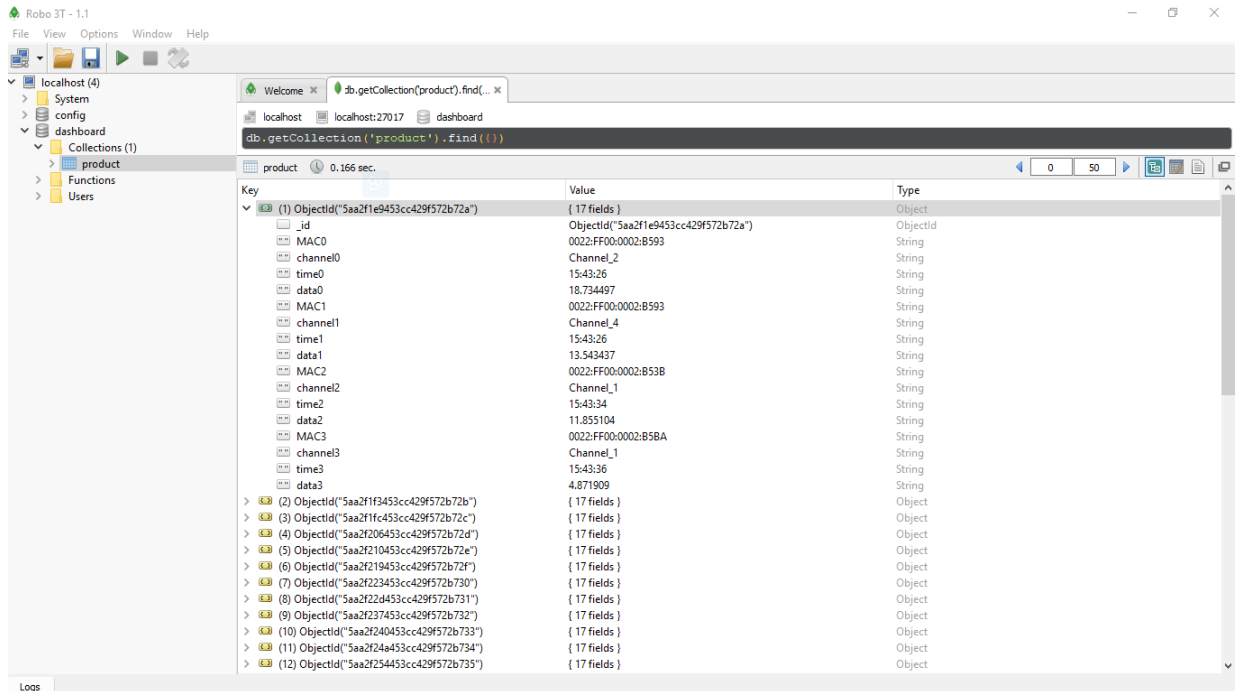 Robo 3T - 1.1
File View Options Window Help
localhost (4)
System
config
dashboard
Collections (1)
product
Functions
Users
Welcome
db.getCollection('product').find(...
localhost localhost:27017 dashboard
db.getCollection('product').find({})
product 0.166 sec. 0 50
Key Value Type
(1) ObjectId("5aa2f1e9453cc429f572b72a") { 17 fields } Object
_id ObjectId("5aa2f1e9453cc429f572b72a") ObjectId
MAC0 0022:FF00:0002:B593 String
channel0 Channel_2 String
time0 15:43:26 String
data0 18.734497 String
MAC1 0022:FF00:0002:B593 String
channel1 Channel_4 String
time1 15:43:26 String
data1 13.543437 String
MAC2 0022:FF00:0002:B53B String
channel2 Channel_1 String
time2 15:43:34 String
data2 11.855104 String
MAC3 0022:FF00:0002:B5BA String
channel3 Channel_1 String
time3 15:43:36 String
data3 4.871909 String
(2) ObjectId("5aa2f1f3453cc429f572b72b") { 17 fields } Object
(3) ObjectId("5aa2f1fc453cc429f572b72c") { 17 fields } Object
(4) ObjectId("5aa2f206453cc429f572b72d") { 17 fields } Object
(5) ObjectId("5aa2f210453cc429f572b72e") { 17 fields } Object
(6) ObjectId("5aa2f219453cc429f572b72f") { 17 fields } Object
(7) ObjectId("5aa2f223453cc429f572b730") { 17 fields } Object
(8) ObjectId("5aa2f22d453cc429f572b731") { 17 fields } Object
(9) ObjectId("5aa2f237453cc429f572b732") { 17 fields } Object
(10) ObjectId("5aa2f240453cc429f572b733") { 17 fields } Object
(11) ObjectId("5aa2f24a453cc429f572b734") { 17 fields } Object
(12) ObjectId("5aa2f254453cc429f572b735") { 17 fields } Object
Logs